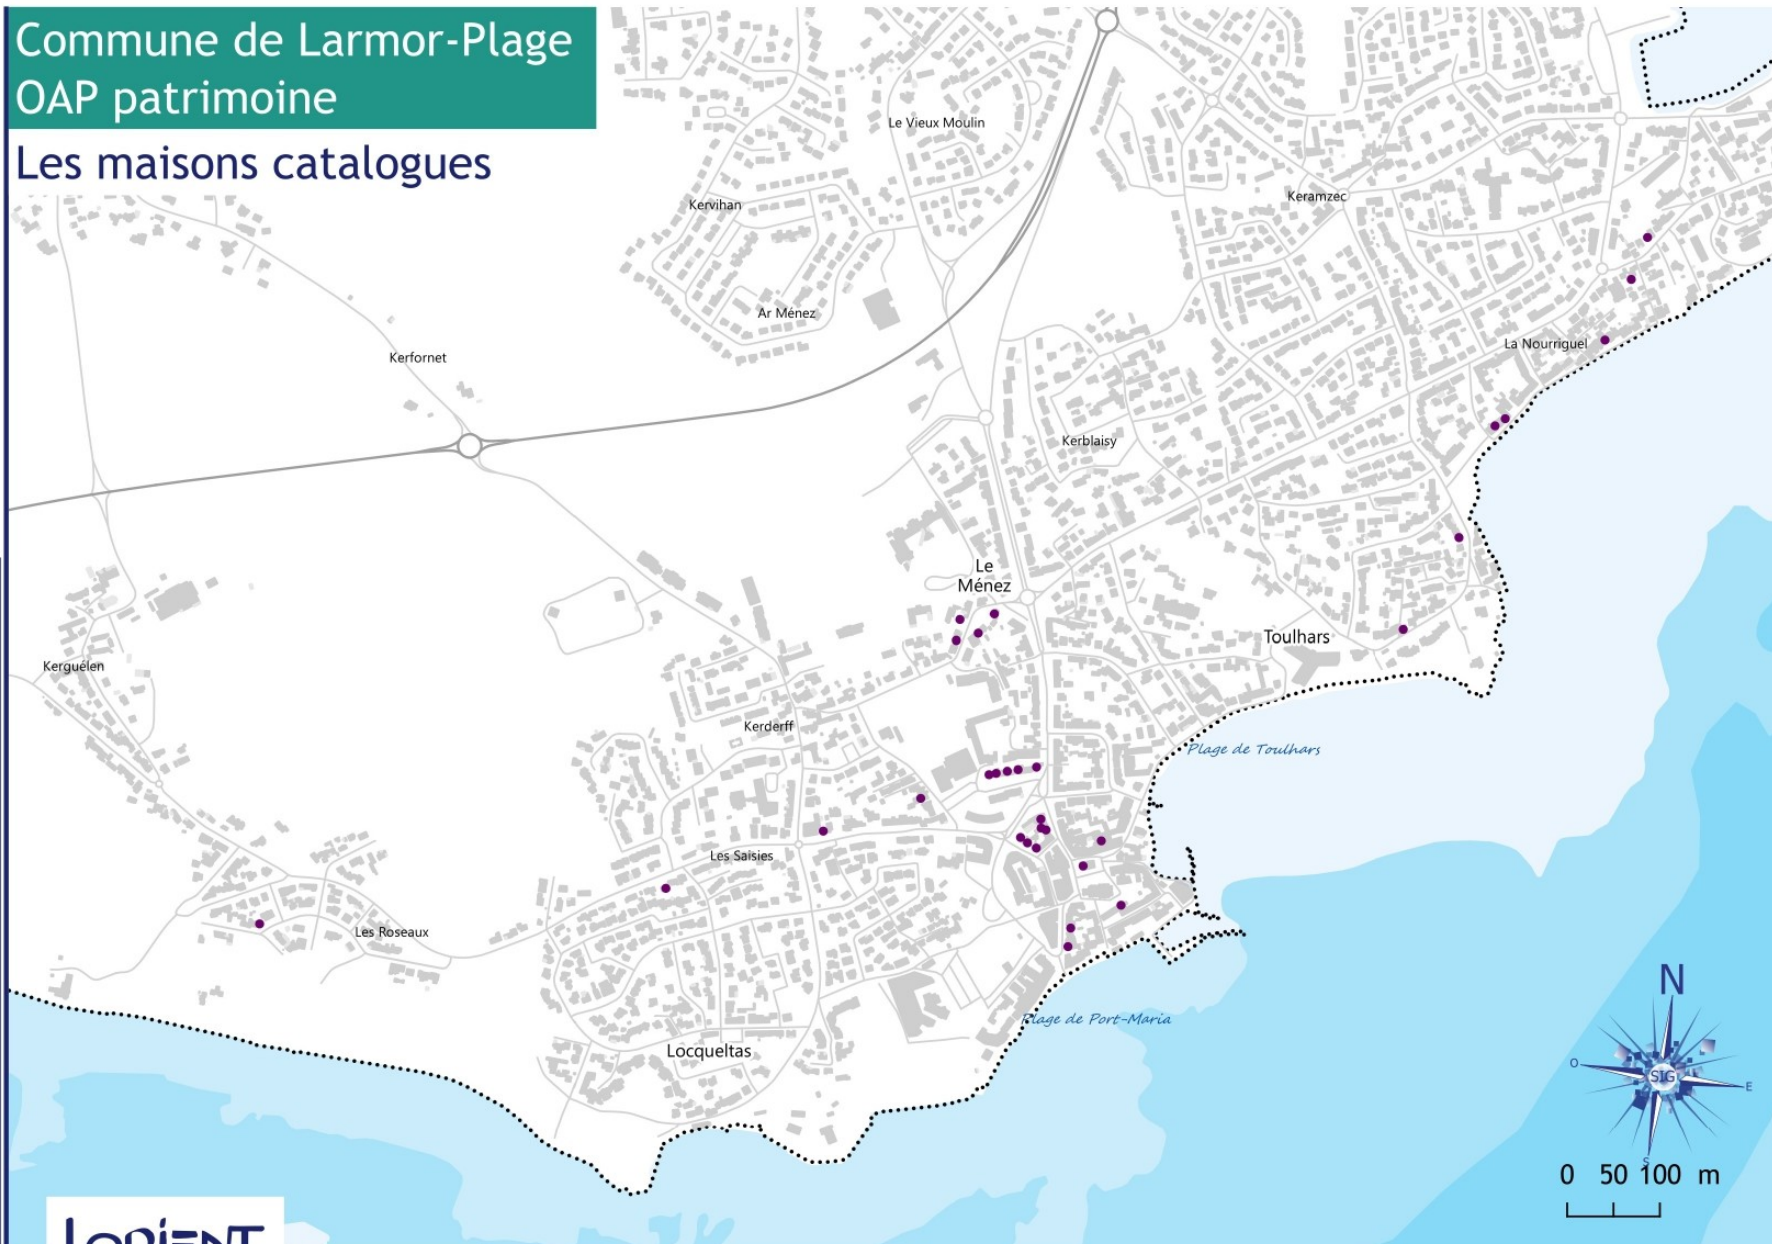 Commune de Larmor-Plage
OAP patrimoine
Les maisons catalogues
Le Vieux Moulin
Kervihan
Keramzec
Ar Ménez
Kerfornet
La Nourriguel
Kerblaisy
Le
Ménez
Toulhars
Kerguélen
Kerderff
Plage de Toulhars
Les Saisies
Les Roseaux
Plage de Port-Maria
Locqueltas
N
O
SIG
E
S
0 50 100 m
LORIENT